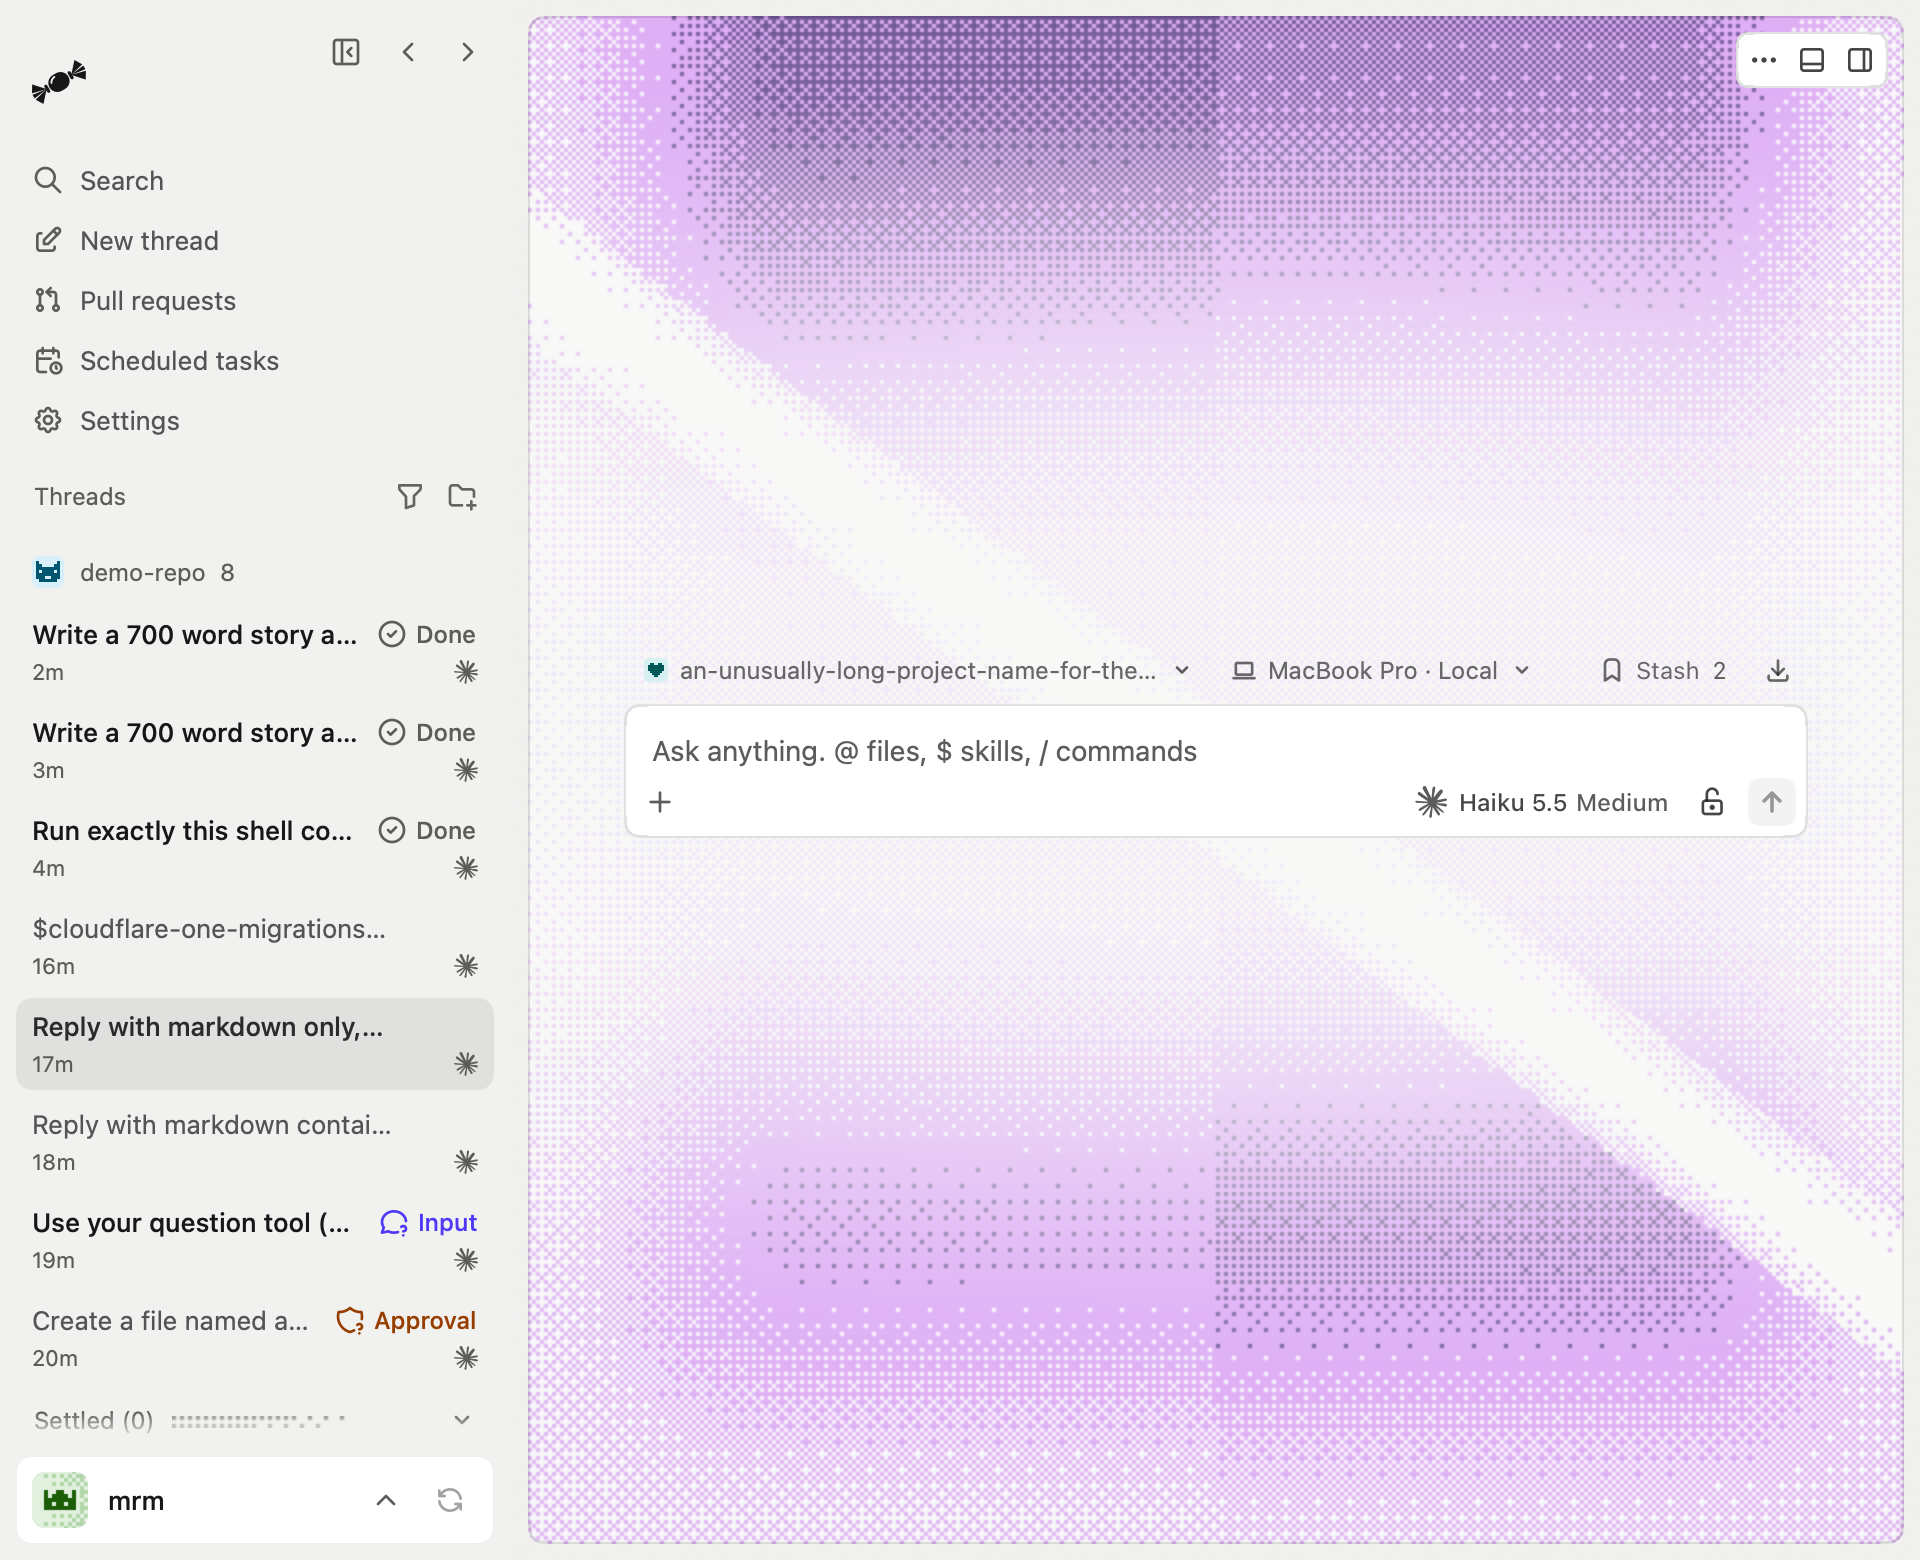 Search
New thread
Pull requests
Scheduled tasks
Settings
Threads
demo-repo 8
Write a 700 word story a... Done
2m
Write a 700 word story a... Done
3m
Run exactly this shell co... Done
4m
$cloudflare-one-migrations...
16m
Reply with markdown only,...
17m
Reply with markdown contai...
18m
Use your question tool (... Input
19m
Create a file named a... Approval
20m
Settled (0)
mrm
an-unusually-long-project-name-for-the... MacBook Pro · Local Stash 2
Ask anything. @ files, $ skills, / commands
Haiku 5.5 Medium